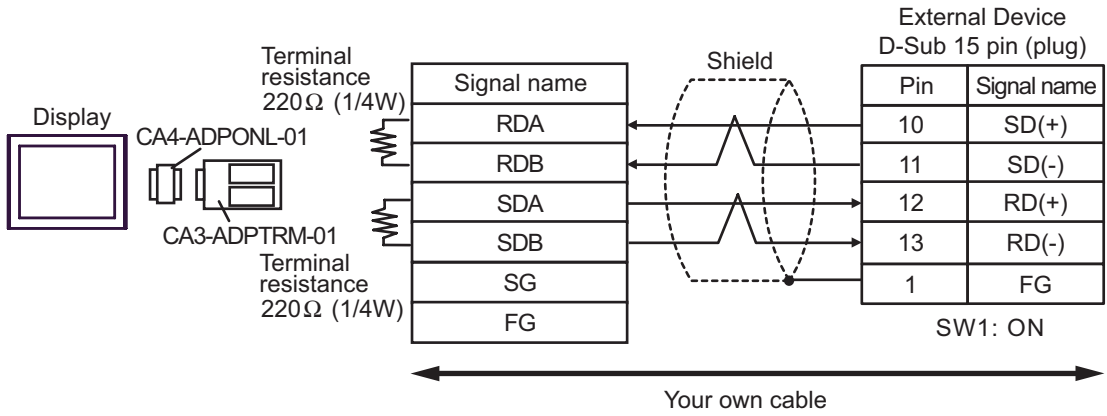 External Device
D-Sub 15 pin (plug)
Shield
Terminal
resistance
220Ω (1/4W)
Display
CA4-ADPONL-01
CA3-ADPTRM-01
Terminal
resistance
220Ω (1/4W)
Signal name
RDA
RDB
SDA
SDB
SG
FG
Pin Signal name
10 SD(+)
11 SD(-)
12 RD(+)
13 RD(-)
1 FG
SW1: ON
Your own cable